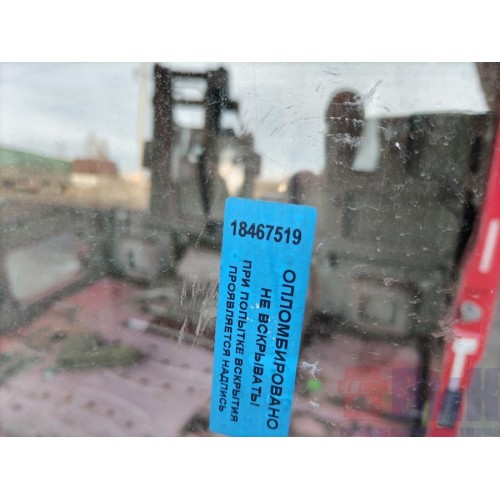 18467519
ОПЛОМБИРОВАНО
НЕ ВСКРЫВАТЬ!
ПРИ ПОПЫТКЕ ВСКРЫТИЯ
ПРОЯВЛЯЕТСЯ НАДПИСЬ